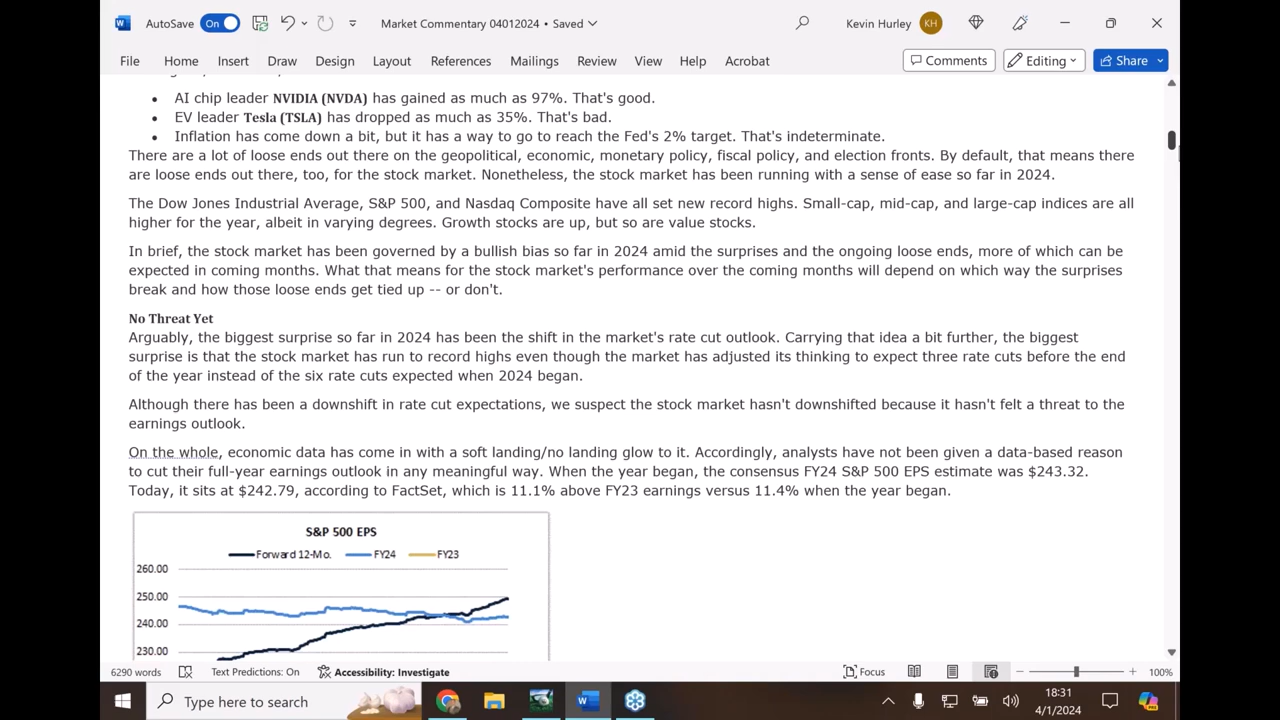 AutoSave On Market Commentary 04012024 • Saved Kevin Hurley KH
File Home Insert Draw Design Layout References Mailings Review View Help Acrobat Comments Editing Share
• AI chip leader NVIDIA (NVDA) has gained as much as 97%. That's good.
• EV leader Tesla (TSLA) has dropped as much as 35%. That's bad.
• Inflation has come down a bit, but it has a way to go to reach the Fed's 2% target. That's indeterminate.
There are a lot of loose ends out there on the geopolitical, economic, monetary policy, fiscal policy, and election fronts. By default, that means there
are loose ends out there, too, for the stock market. Nonetheless, the stock market has been running with a sense of ease so far in 2024.
The Dow Jones Industrial Average, S&P 500, and Nasdaq Composite have all set new record highs. Small-cap, mid-cap, and large-cap indices are all
higher for the year, albeit in varying degrees. Growth stocks are up, but so are value stocks.
In brief, the stock market has been governed by a bullish bias so far in 2024 amid the surprises and the ongoing loose ends, more of which can be
expected in coming months. What that means for the stock market's performance over the coming months will depend on which way the surprises
break and how those loose ends get tied up -- or don't.
No Threat Yet
Arguably, the biggest surprise so far in 2024 has been the shift in the market's rate cut outlook. Carrying that idea a bit further, the biggest
surprise is that the stock market has run to record highs even though the market has adjusted its thinking to expect three rate cuts before the end
of the year instead of the six rate cuts expected when 2024 began.
Although there has been a downshift in rate cut expectations, we suspect the stock market hasn't downshifted because it hasn't felt a threat to the
earnings outlook.
On the whole, economic data has come in with a soft landing/no landing glow to it. Accordingly, analysts have not been given a data-based reason
to cut their full-year earnings outlook in any meaningful way. When the year began, the consensus FY24 S&P 500 EPS estimate was $243.32.
Today, it sits at $242.79, according to FactSet, which is 11.1% above FY23 earnings versus 11.4% when the year began.
S&P 500 EPS
Forward 12-Mo. FY24 FY23
260.00
250.00
240.00
230.00
6290 words Text Predictions: On Accessibility: Investigate Focus 100%
Type here to search 18:31
4/1/2024